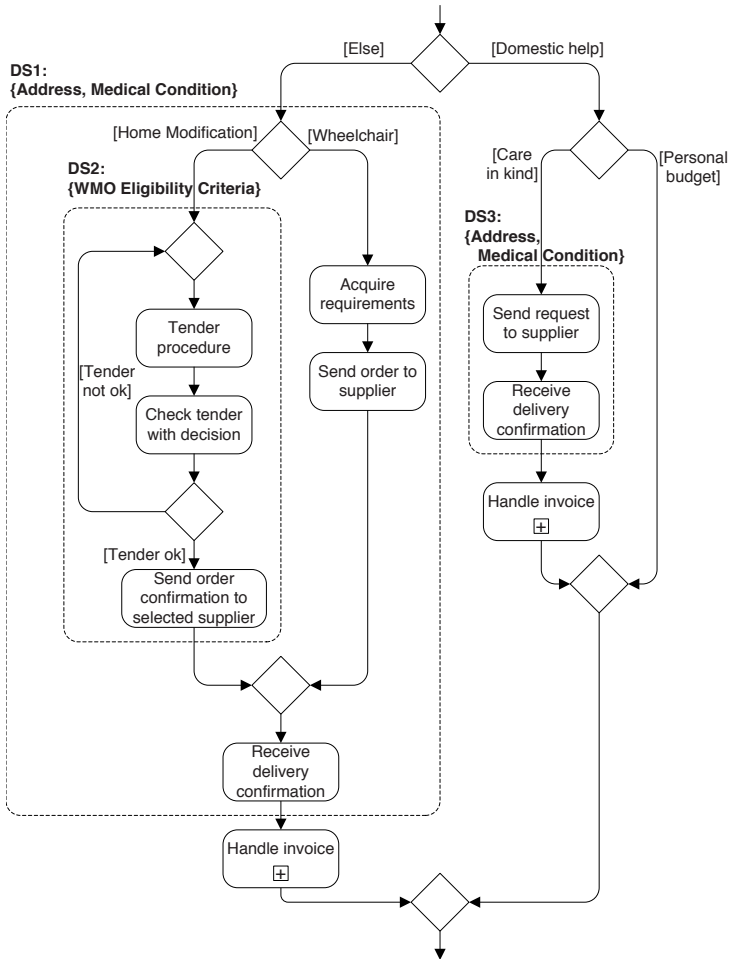 [Else]
[Domestic help]
DS1:
{Address, Medical Condition}
[Home Modification]
[Wheelchair]
[Care
in kind]
[Personal
budget]
DS2:
{WMO Eligibility Criteria}
DS3:
{Address,
Medical Condition}
Acquire
requirements
Send request
to supplier
Tender
procedure
[Tender
not ok]
Send order to
supplier
Check tender
with decision
Receive
delivery
confirmation
Handle invoice
[Tender ok]
Send order
confirmation to
selected supplier
Receive
delivery
confirmation
Handle invoice